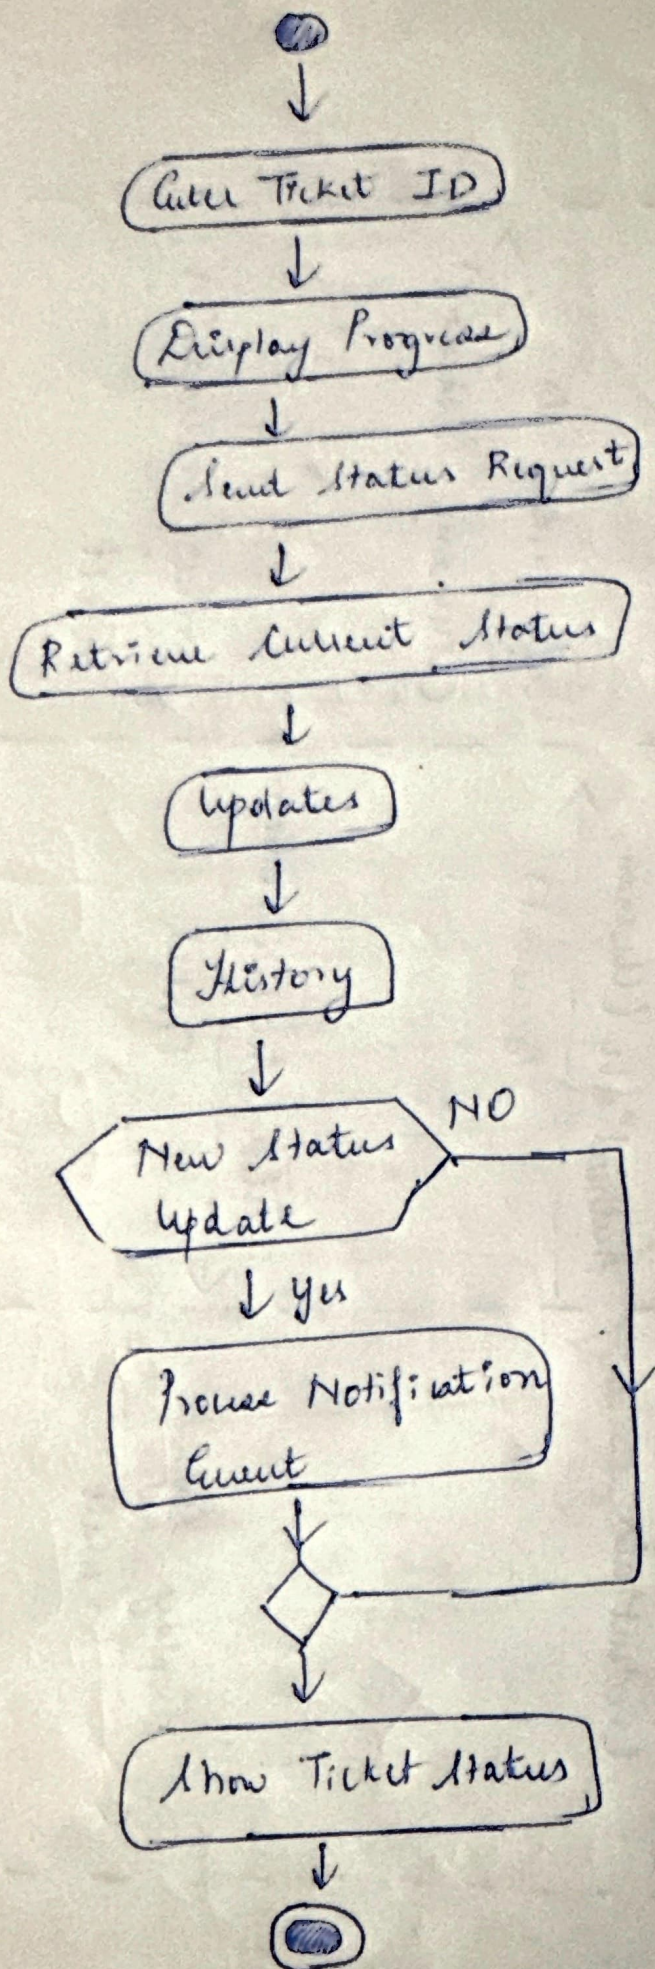 Enter Ticket ID
Display Progress
Send Status Request
Retrieve Current Status
Updates
History
NO
New Status
Update
Yes
Process Notification
Event
Show Ticket Status